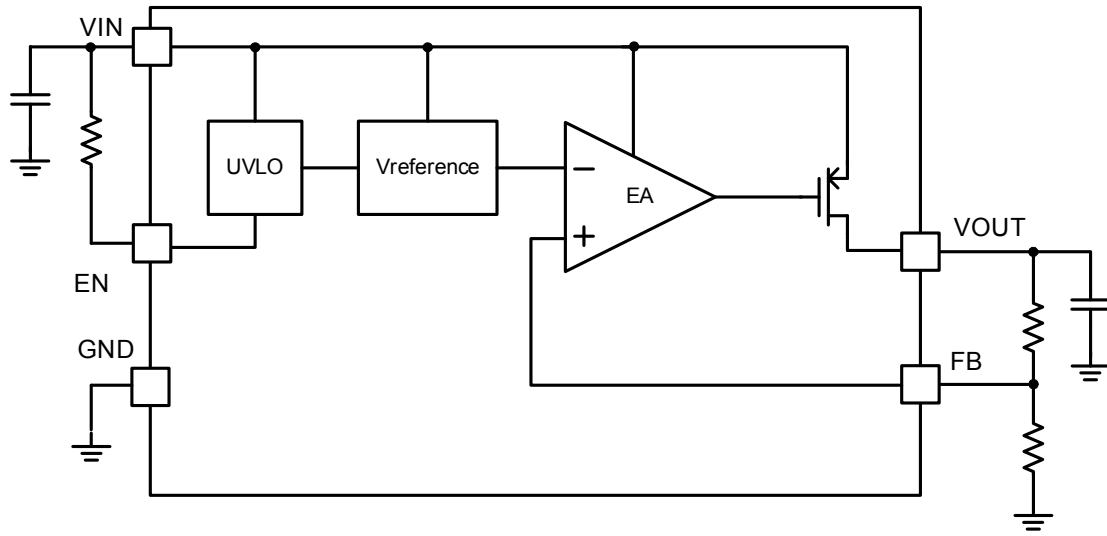 VIN
UVLO
Vreference
−
EA
+
EN
VOUT
GND
FB